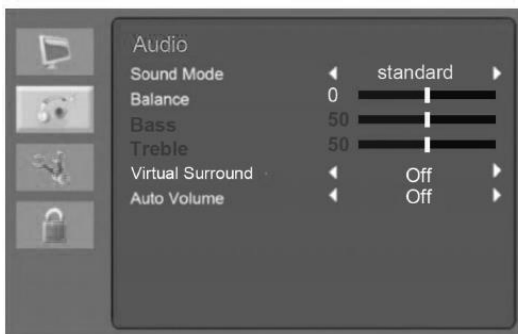 Audio
Sound Mode standard
Balance 0
Bass 50
Treble 50
Virtual Surround Off
Auto Volume Off